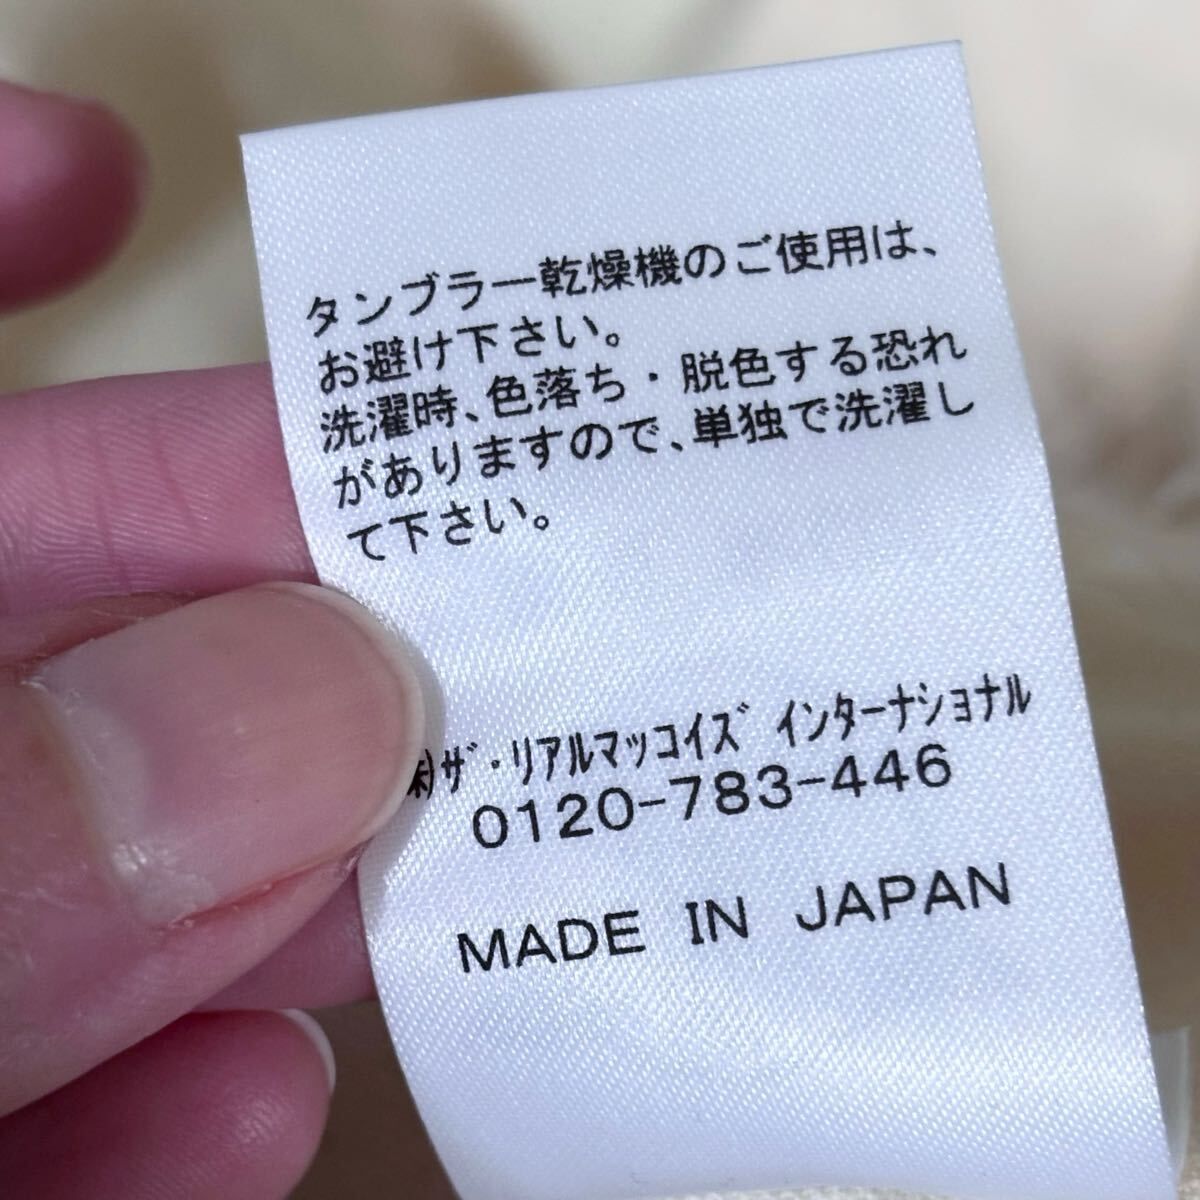 タンブラー乾燥機のご使用は、
お避け下さい。
洗濯時、色落ち・脱色する恐れ
がありますので、単独で洗濯し
て下さい。
㈱ｻﾞ･ﾘｱﾙﾏｯｺｲｽﾞ ｲﾝﾀｰﾅｼｮﾅﾙ
0120-783-446
MADE IN JAPAN